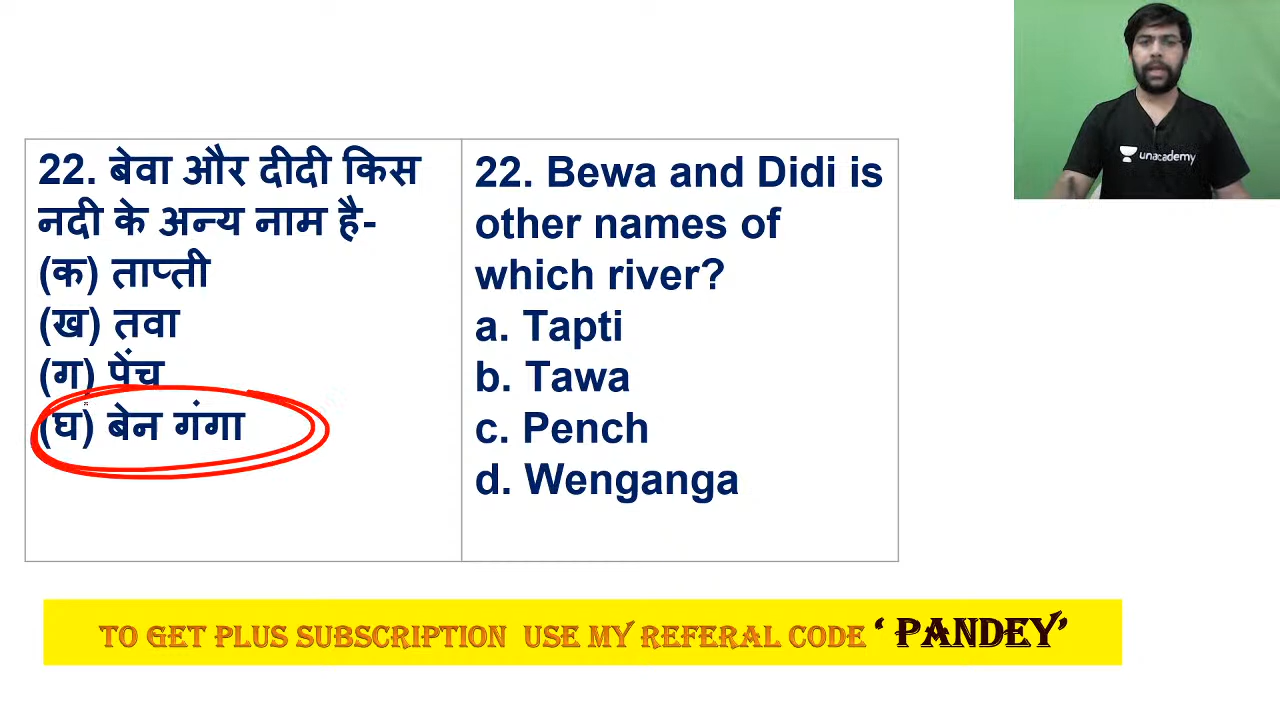 22. बेवा और दीदी किस
नदी के अन्य नाम है-
(क) ताप्ती
(ख) तवा
(ग) पेंच
(घ) बेन गंगा
22. Bewa and Didi is
other names of
which river?
a. Tapti
b. Tawa
c. Pench
d. Wenganga
unacademy
TO GET PLUS SUBSCRIPTION USE MY REFERAL CODE ‘ PANDEY’